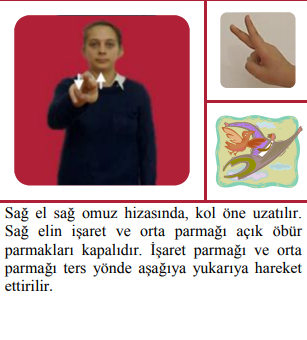 Sağ el sağ omuz hizasında, kol öne uzatılır.
Sağ elin işaret ve orta parmağı açık öbür
parmakları kapalıdır. İşaret parmağı ve orta
parmağı ters yönde aşağıya yukarıya hareket
ettirilir.